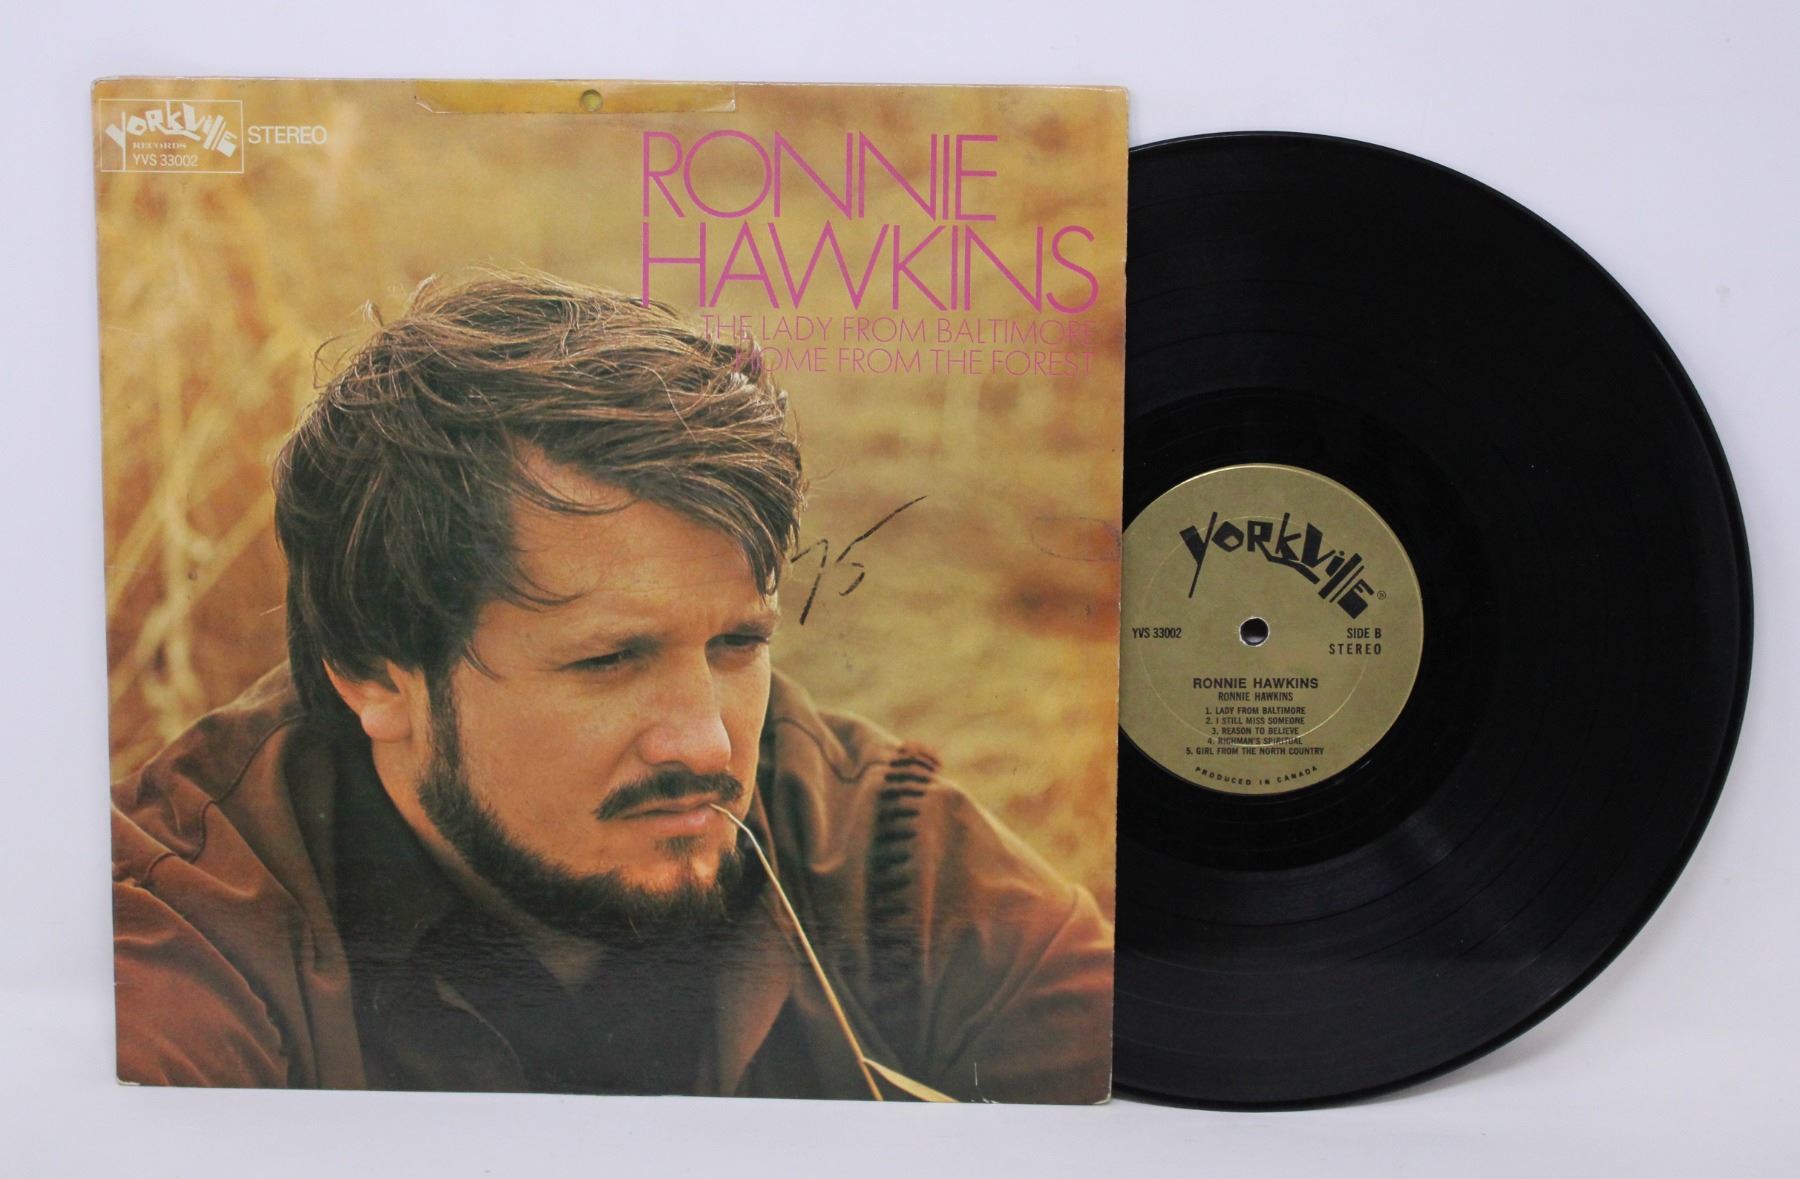 YORKVILLE STEREO
RECORDS
YVS 33002
RONNIE
HAWKINS
THE LADY FROM BALTIMORE
HOME FROM THE FOREST
75
YORKVILLE ®
YVS 33002 SIDE B
STEREO
RONNIE HAWKINS
RONNIE HAWKINS
1. LADY FROM BALTIMORE
2. I STILL MISS SOMEONE
3. REASON TO BELIEVE
4. RICHMAN'S SPIRITUAL
5. GIRL FROM THE NORTH COUNTRY
PRODUCED IN CANADA